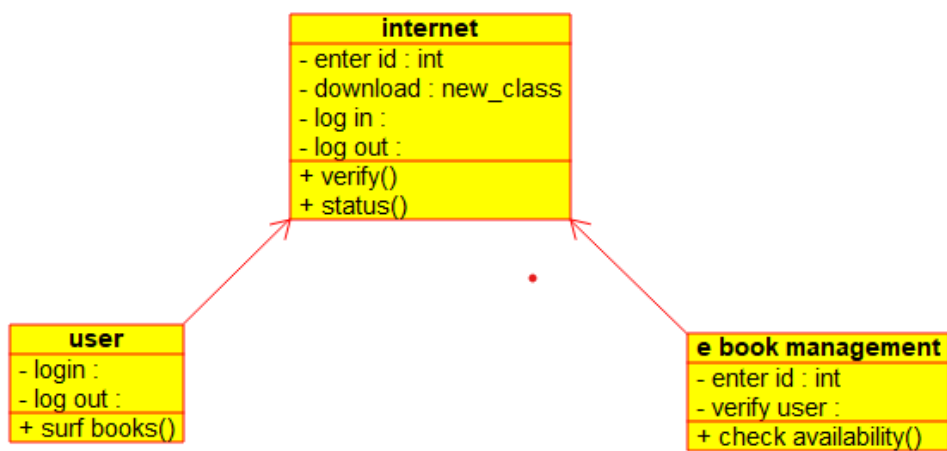 internet
- enter id : int
- download : new_class
- log in :
- log out :
+ verify()
+ status()
user
- login :
- log out :
+ surf books()
e book management
- enter id : int
- verify user :
+ check availability()